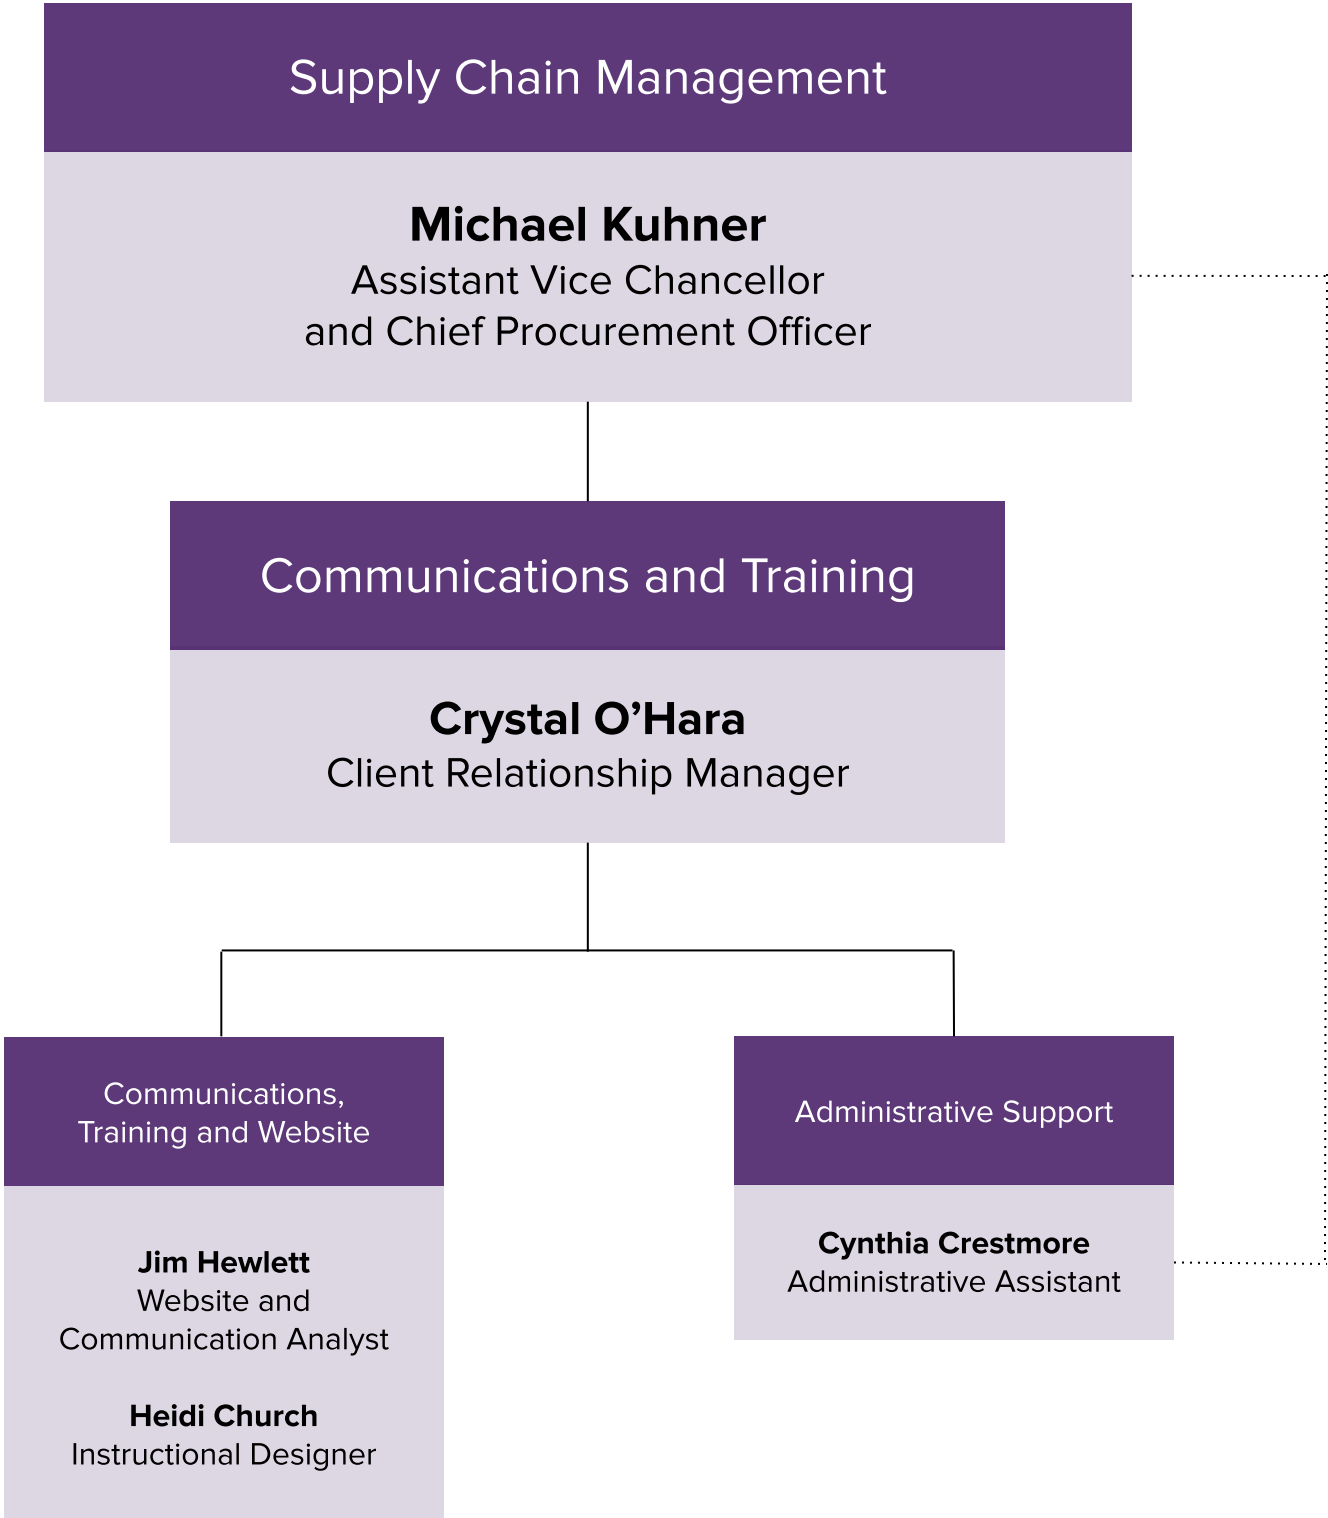 Supply Chain Management
Michael Kuhner
Assistant Vice Chancellor
and Chief Procurement Officer
Communications and Training
Crystal O’Hara
Client Relationship Manager
Communications,
Training and Website
Jim Hewlett
Website and
Communication Analyst
Heidi Church
Instructional Designer
Administrative Support
Cynthia Crestmore
Administrative Assistant